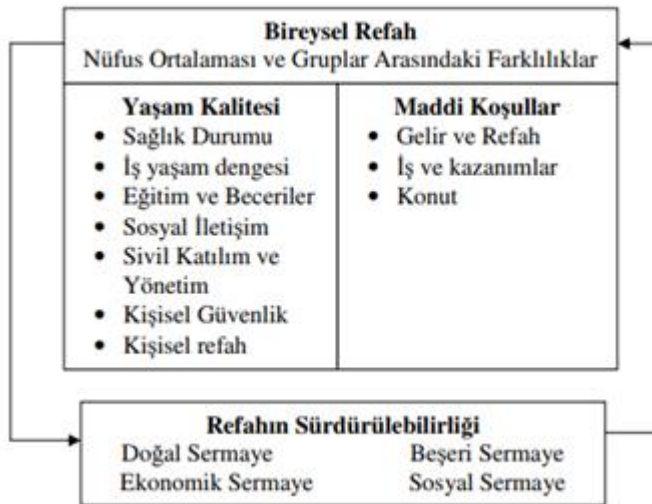 Bireysel Refah
Nüfus Ortalaması ve Gruplar Arasındaki Farklılıklar
Yaşam Kalitesi
• Sağlık Durumu
• İş yaşam dengesi
• Eğitim ve Beceriler
• Sosyal İletişim
• Sivil Katılım ve
Yönetim
• Kişisel Güvenlik
• Kişisel refah
Maddi Koşullar
• Gelir ve Refah
• İş ve kazanımlar
• Konut
Refahın Sürdürülebilirliği
Doğal Sermaye Beşeri Sermaye
Ekonomik Sermaye Sosyal Sermaye